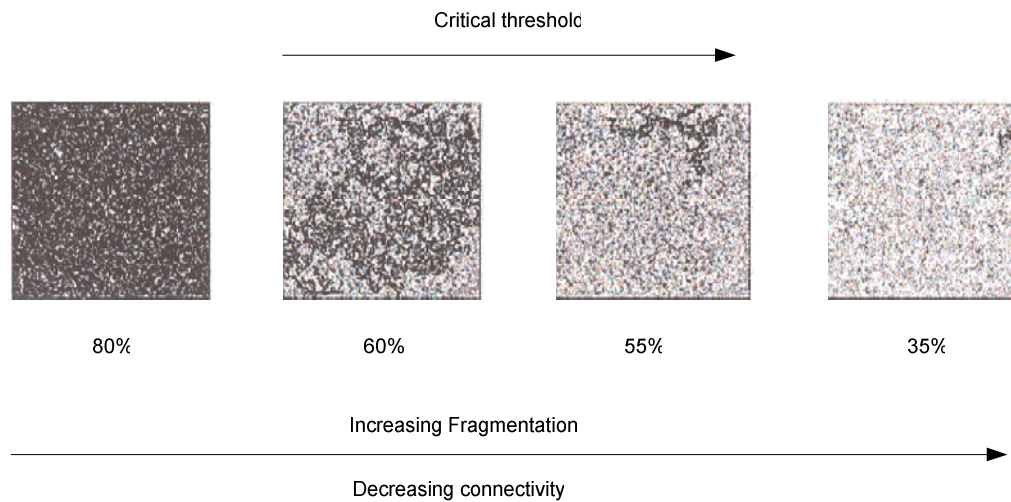 Critical threshold
80%
60%
55%
35%
Increasing Fragmentation
Decreasing connectivity